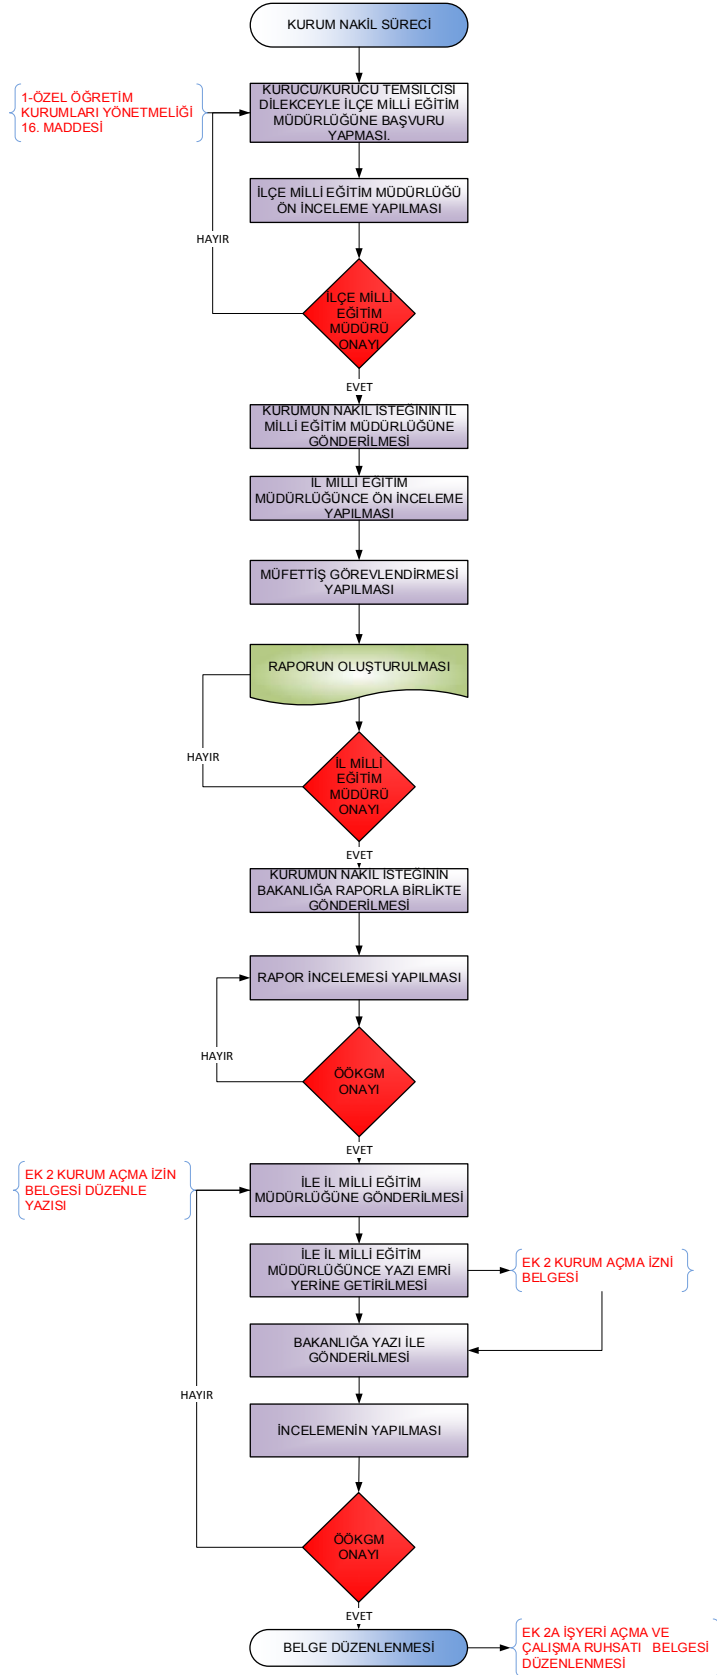 KURUM NAKİL SÜRECİ
1-ÖZEL ÖĞRETİM
KURUMLARI YÖNETMELİĞİ
16. MADDESİ
KURUCU/KURUCU TEMSİLCİSİ
DİLEKCEYLE İLÇE MİLLİ EĞİTİM
MÜDÜRLÜĞÜNE BAŞVURU
YAPMASI.
İLÇE MİLLİ EĞİTİM MÜDÜRLÜĞÜ
ÖN İNCELEME YAPILMASI
HAYIR
İLÇE MİLLİ
EĞİTİM
MÜDÜRÜ
ONAYI
EVET
KURUMUN NAKİL İSTEĞİNİN İL
MİLLİ EĞİTİM MÜDÜRLÜĞÜNE
GÖNDERİLMESİ
İL MİLLİ EĞİTİM
MÜDÜRLÜĞÜNCE ÖN İNCELEME
YAPILMASI
MÜFETTİŞ GÖREVLENDİRMESİ
YAPILMASI
RAPORUN OLUŞTURULMASI
HAYIR
İL MİLLİ
EĞİTİM
MÜDÜRÜ
ONAYI
EVET
KURUMUN NAKİL İSTEĞİNİN
BAKANLIĞA RAPORLA BİRLİKTE
GÖNDERİLMESİ
RAPOR İNCELEMESİ YAPILMASI
HAYIR
ÖÖKGM
ONAYI
EVET
EK 2 KURUM AÇMA İZİN
BELGESİ DÜZENLE
YAZISI
İLE İL MİLLİ EĞİTİM
MÜDÜRLÜĞÜNE GÖNDERİLMESİ
İLE İL MİLLİ EĞİTİM
MÜDÜRLÜĞÜNCE YAZI EMRİ
YERİNE GETİRİLMESİ
EK 2 KURUM AÇMA İZNİ
BELGESİ
BAKANLIĞA YAZI İLE
GÖNDERİLMESİ
HAYIR
İNCELEMENİN YAPILMASI
ÖÖKGM
ONAYI
EVET
BELGE DÜZENLENMESİ
EK 2A İŞYERİ AÇMA VE
ÇALIŞMA RUHSATI BELGESİ
DÜZENLENMESİ